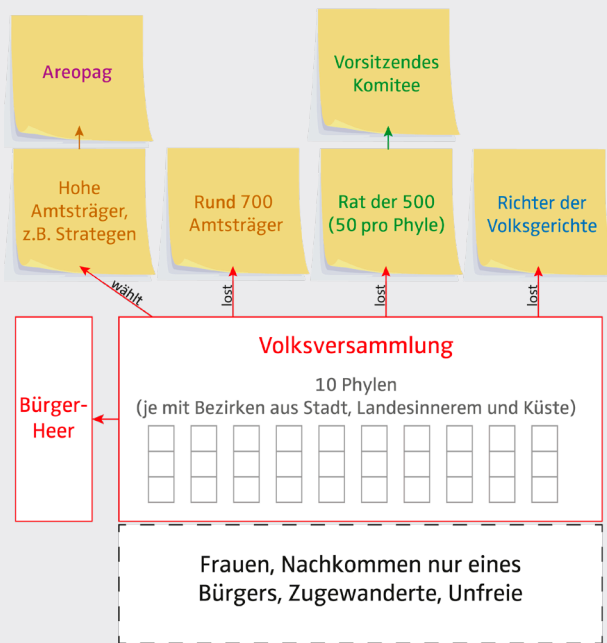 Areopag
Vorsitzendes
Komitee
Hohe
Amtsträger,
z.B. Strategen
Rund 700
Amtsträger
Rat der 500
(50 pro Phyle)
Richter der
Volksgerichte
wählt
lost
lost
lost
Bürger-
Heer
Volksversammlung
10 Phylen
(je mit Bezirken aus Stadt, Landesinnerem und Küste)
Frauen, Nachkommen nur eines
Bürgers, Zugewanderte, Unfreie